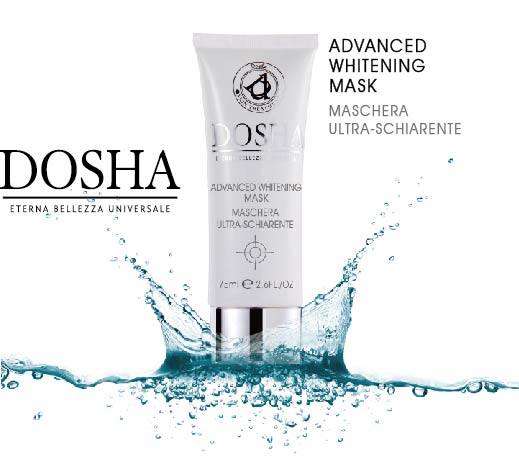 ADVANCED
WHITENING
MASK
MASCHERA
ULTRA-SCHIARENTE
DOSHA
ETERNA BELLEZZA UNIVERSALE
DOSHA
ADVANCED WHITENING
MASK
MASCHERA
ULTRA-SCHIARENTE
75ml e 2.6FL/OZ